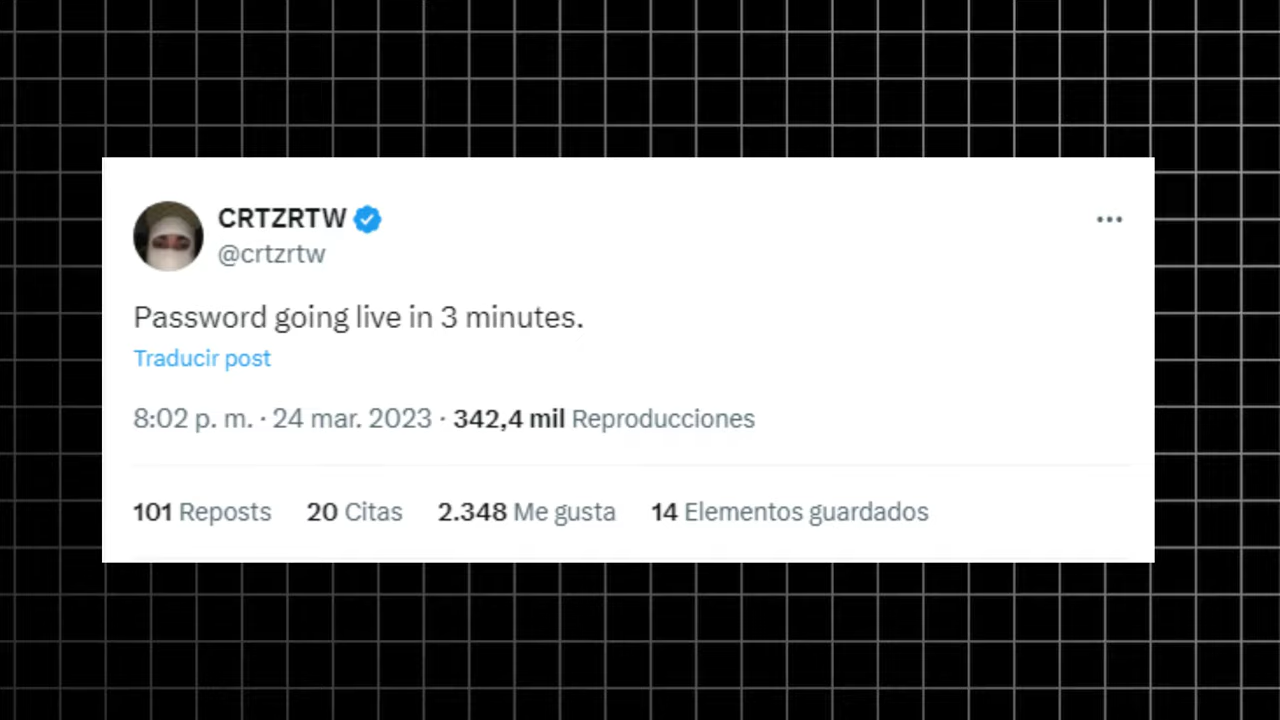 CRTZRTW
@crtzrtw
Password going live in 3 minutes.
Traducir post
8:02 p. m. · 24 mar. 2023 · 342,4 mil Reproducciones
101 Reposts 20 Citas 2.348 Me gusta 14 Elementos guardados